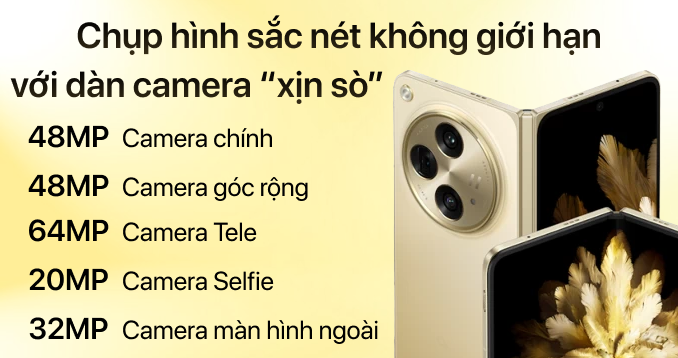 Chụp hình sắc nét không giới hạn
với dàn camera “xịn sò”
48MP Camera chính
48MP Camera góc rộng
64MP Camera Tele
20MP Camera Selfie
32MP Camera màn hình ngoài